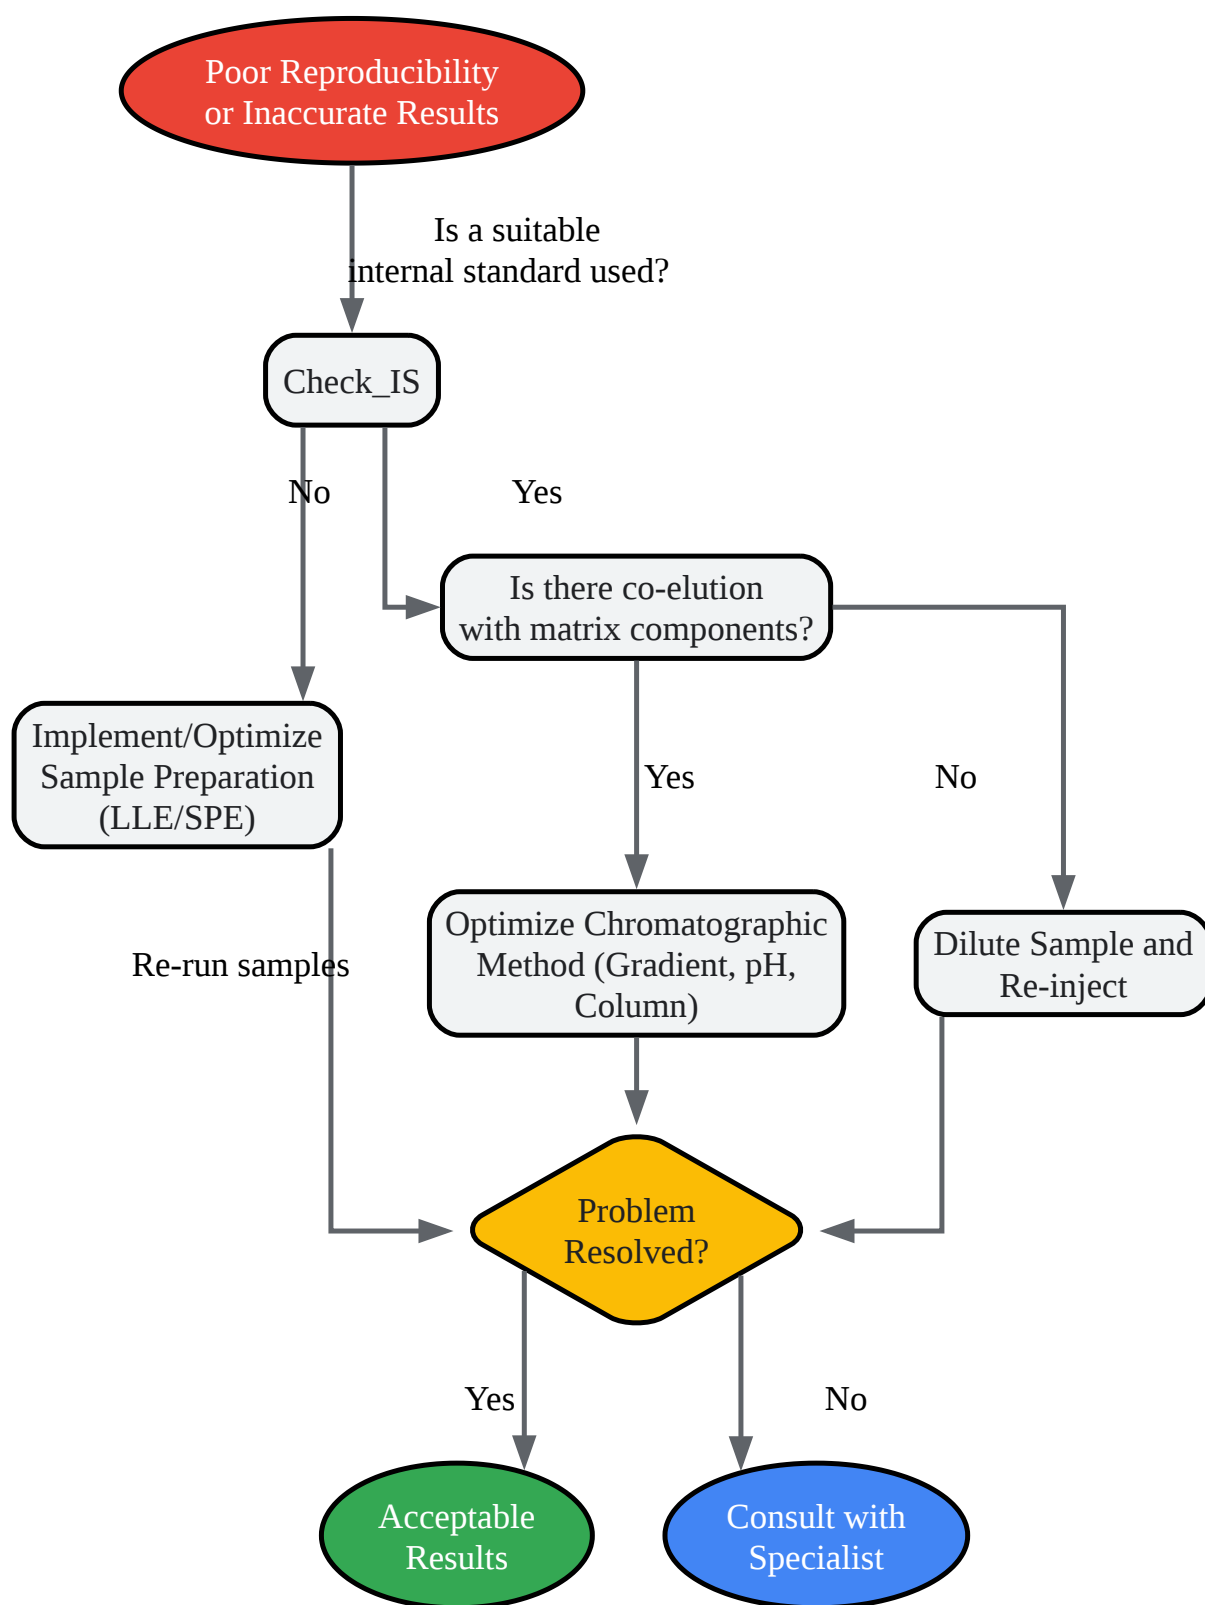 Poor Reproducibility
or Inaccurate Results
Is a suitable
internal standard used?
Check_IS
No
Yes
Is there co-elution
with matrix components?
Implement/Optimize
Sample Preparation
(LLE/SPE)
Yes
No
Optimize Chromatographic
Method (Gradient, pH,
Column)
Dilute Sample and
Re-inject
Re-run samples
Problem
Resolved?
Yes
No
Acceptable
Results
Consult with
Specialist